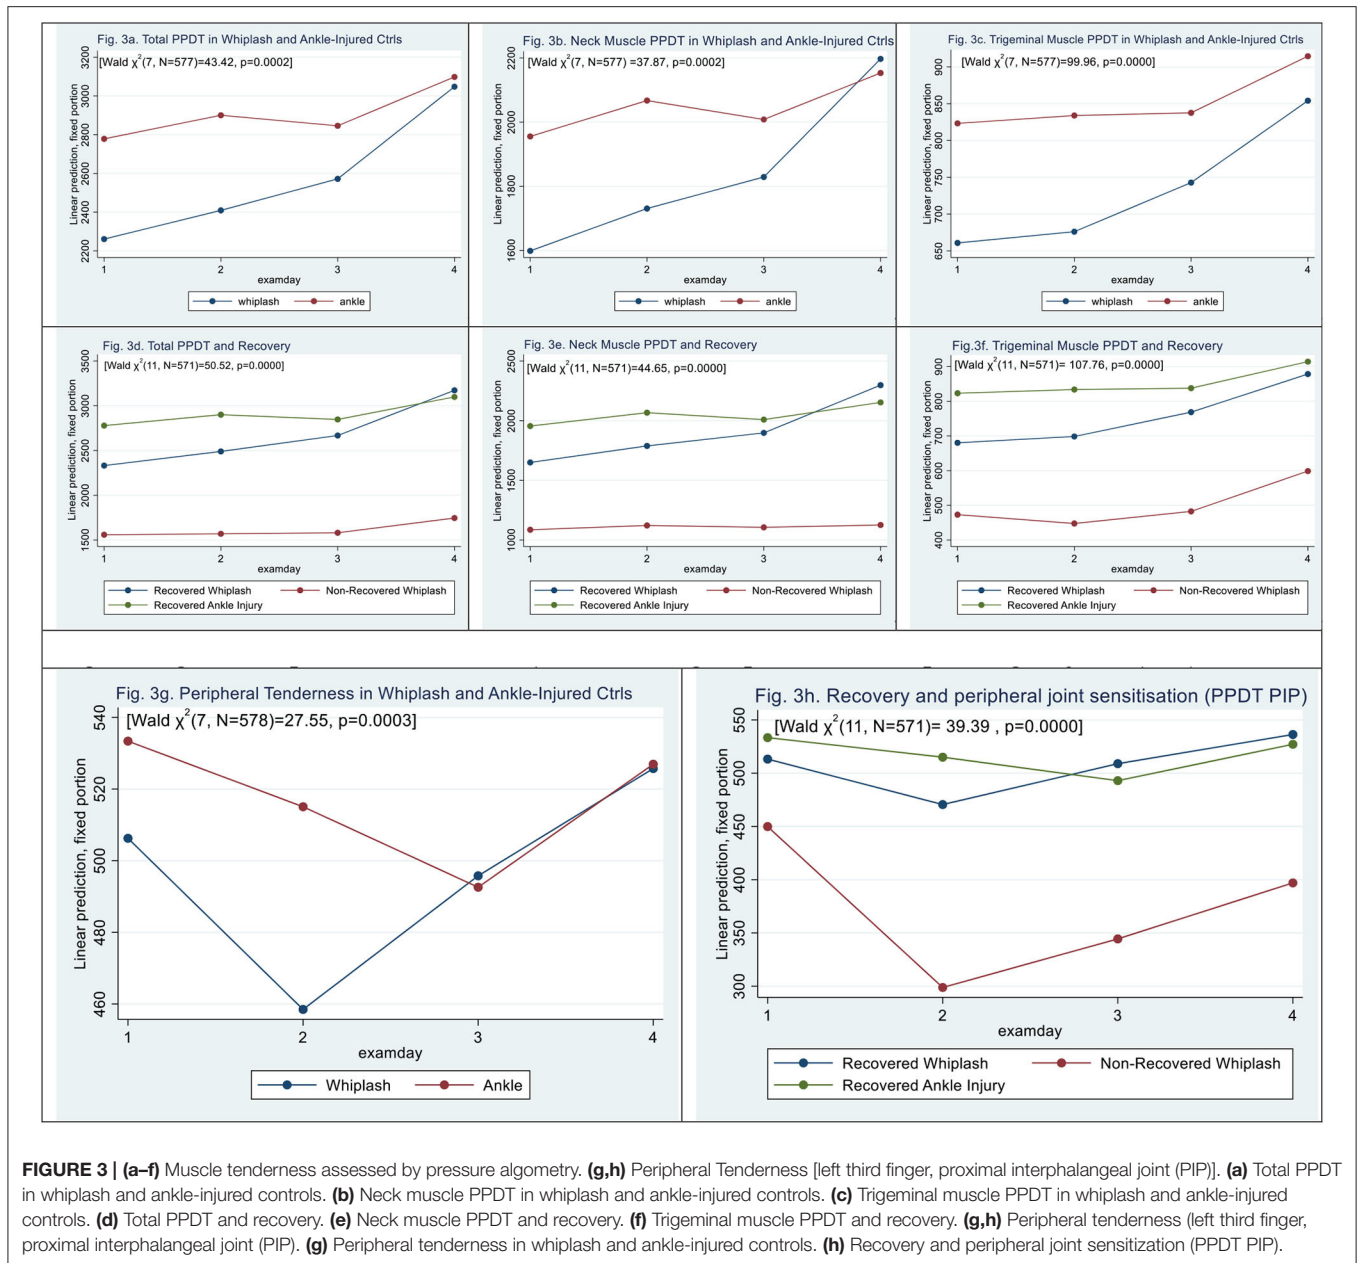 Fig. 3a. Total PPDT in Whiplash and Ankle-Injured Ctrls
[Wald χ²(7, N=577)=43.42, p=0.0002]
Linear prediction, fixed portion
3200
3000
2800
2600
2400
2200
1 2 3 4
examday
whiplash ankle
Fig. 3b. Neck Muscle PPDT in Whiplash and Ankle-Injured Ctrls
[Wald χ²(7, N=577) =37.87, p=0.0002]
Linear prediction, fixed portion
2200
2000
1800
1600
1 2 3 4
examday
whiplash ankle
Fig. 3c. Trigeminal Muscle PPDT in Whiplash and Ankle-Injured Ctrls
[Wald χ²(7, N=577)=99.96, p=0.0000]
Linear prediction, fixed portion
900
850
800
750
700
650
1 2 3 4
examday
whiplash ankle
Fig. 3d. Total PPDT and Recovery
[Wald χ²(11, N=571)=50.52, p=0.0000]
Linear prediction, fixed portion
3500
3000
2500
2000
1500
1 2 3 4
examday
Recovered Whiplash Non-Recovered Whiplash
Recovered Ankle Injury
Fig. 3e. Neck Muscle PPDT and Recovery
[Wald χ²(11, N=571)=44.65, p=0.0000]
Linear prediction, fixed portion
2500
2000
1500
1000
1 2 3 4
examday
Recovered Whiplash Non-Recovered Whiplash
Recovered Ankle Injury
Fig.3f. Trigeminal Muscle PPDT and Recovery
[Wald χ²(11, N=571)= 107.76, p=0.0000]
Linear prediction, fixed portion
900
800
700
600
500
400
1 2 3 4
examday
Recovered Whiplash Non-Recovered Whiplash
Recovered Ankle Injury
Fig. 3g. Peripheral Tenderness in Whiplash and Ankle-Injured Ctrls
[Wald χ²(7, N=578)=27.55, p=0.0003]
Linear prediction, fixed portion
540
520
500
480
460
1 2 3 4
examday
Whiplash Ankle
Fig. 3h. Recovery and peripheral joint sensitisation (PPDT PIP)
[Wald χ²(11, N=571)= 39.39 , p=0.0000]
Linear prediction, fixed portion
550
500
450
400
350
300
1 2 3 4
examday
Recovered Whiplash Non-Recovered Whiplash
Recovered Ankle Injury
FIGURE 3 | (a–f) Muscle tenderness assessed by pressure algometry. (g,h) Peripheral Tenderness [left third finger, proximal interphalangeal joint (PIP)]. (a) Total PPDT
in whiplash and ankle-injured controls. (b) Neck muscle PPDT in whiplash and ankle-injured controls. (c) Trigeminal muscle PPDT in whiplash and ankle-injured
controls. (d) Total PPDT and recovery. (e) Neck muscle PPDT and recovery. (f) Trigeminal muscle PPDT and recovery. (g,h) Peripheral tenderness (left third finger,
proximal interphalangeal joint (PIP). (g) Peripheral tenderness in whiplash and ankle-injured controls. (h) Recovery and peripheral joint sensitization (PPDT PIP).